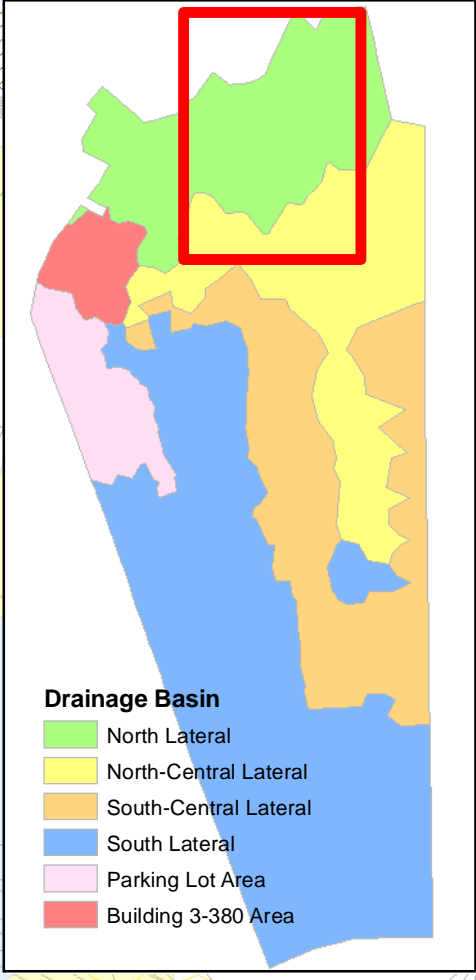 Drainage Basin
North Lateral
North-Central Lateral
South-Central Lateral
South Lateral
Parking Lot Area
Building 3-380 Area